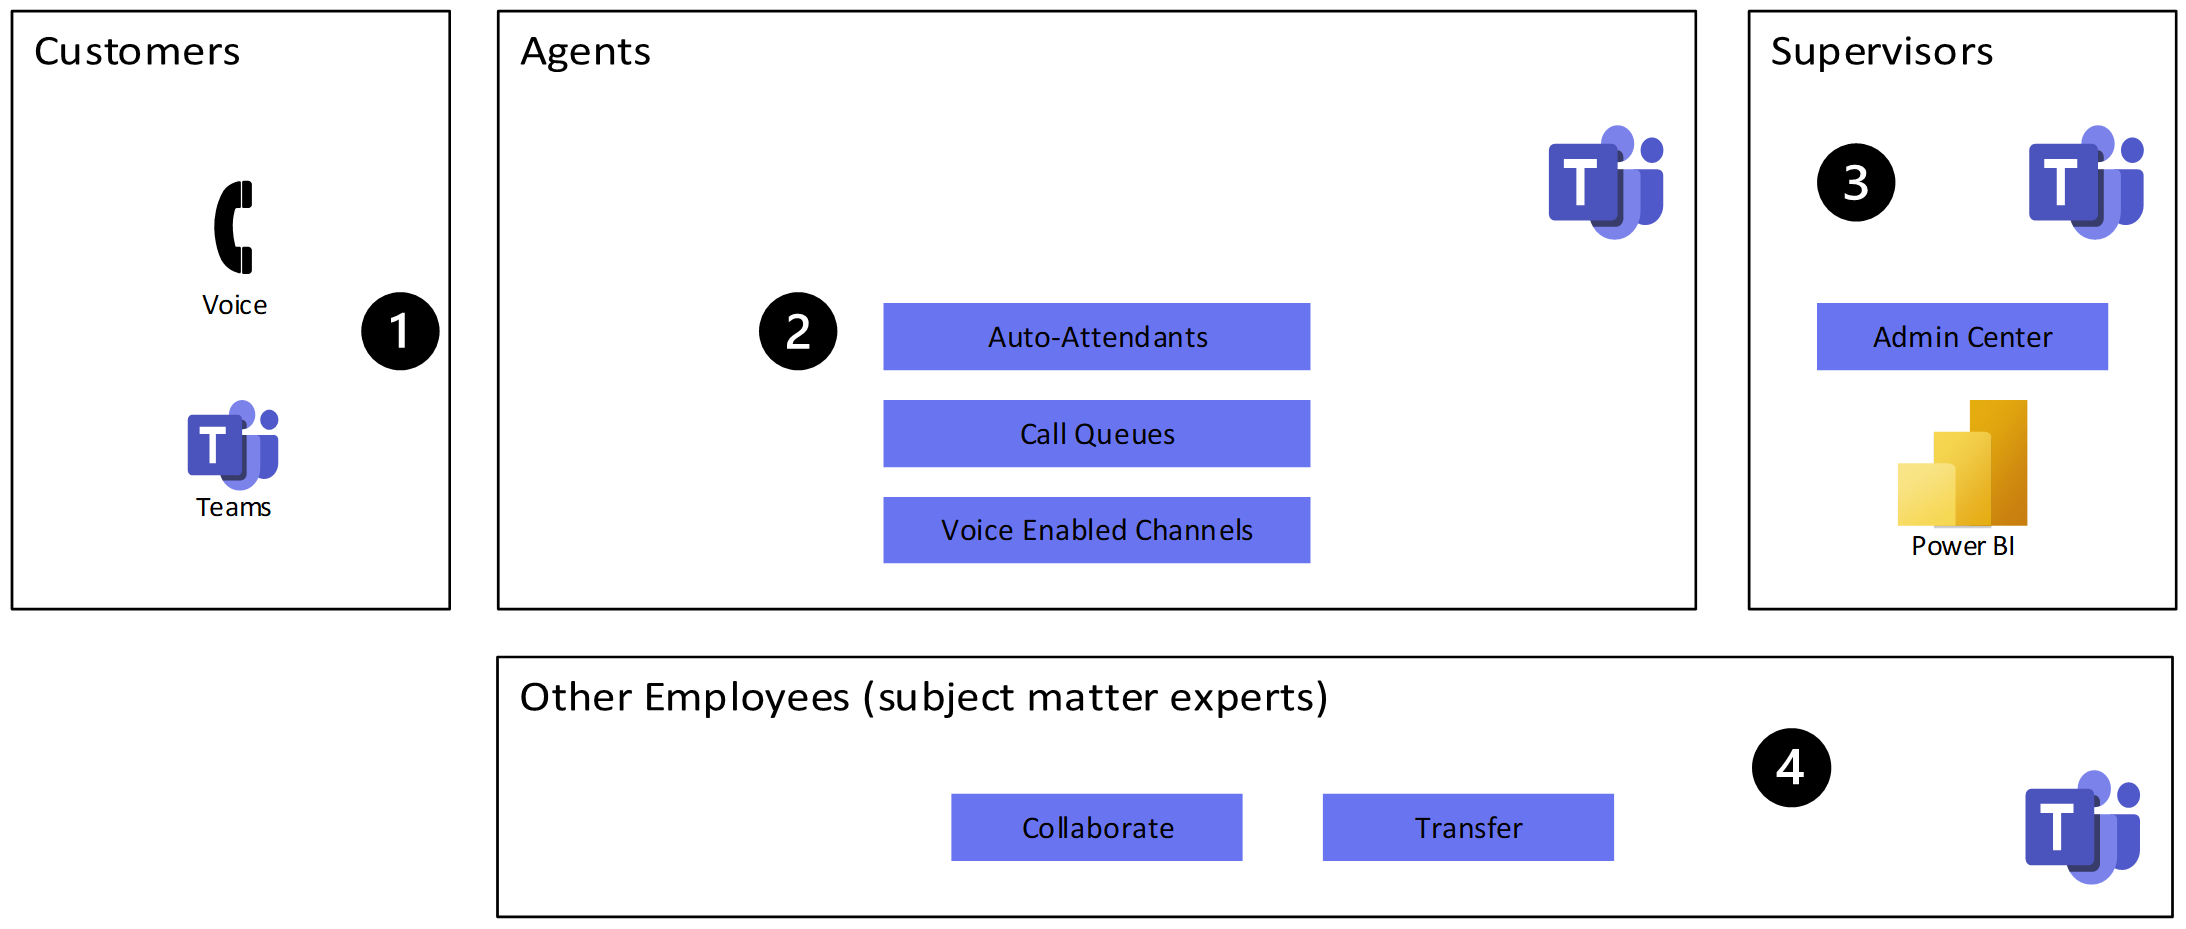 Customers
Voice
1
T
Teams
Agents
T
2
Auto-Attendants
Call Queues
Voice Enabled Channels
Supervisors
3
T
Admin Center
Power BI
Other Employees (subject matter experts)
4
Collaborate
Transfer
T